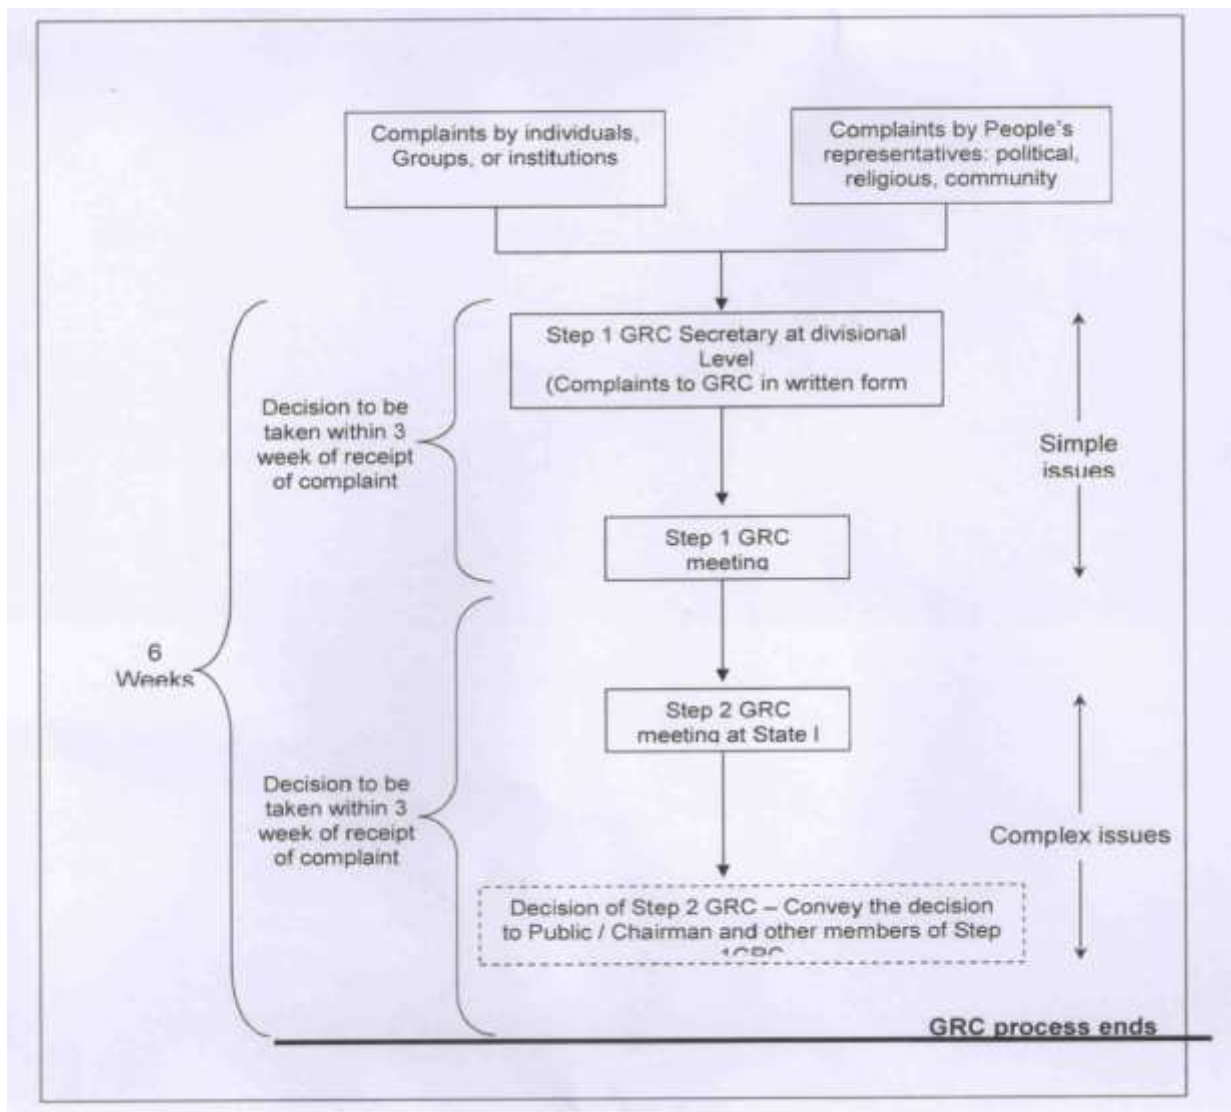 Complaints by individuals,
Groups, or institutions
Complaints by People's
representatives: political,
religious, community
Step 1 GRC Secretary at divisional
Level
(Complaints to GRC in written form
Decision to be
taken within 3
week of receipt
of complaint
Simple
issues
Step 1 GRC
meeting
6
Weeks
Step 2 GRC
meeting at State l
Decision to be
taken within 3
week of receipt
of complaint
Complex issues
Decision of Step 2 GRC – Convey the decision
to Public / Chairman and other members of Step
1GRC
GRC process ends